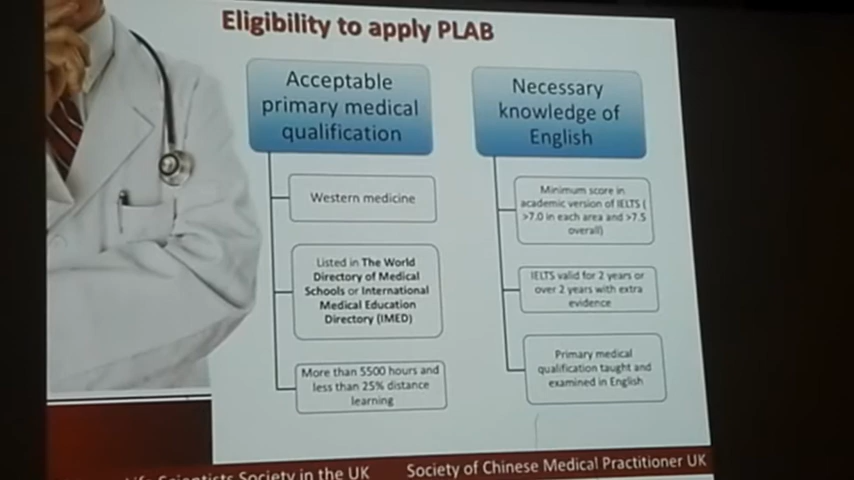 Eligibility to apply PLAB
Acceptable
primary medical
qualification
Western medicine
Listed in The World
Directory of Medical
Schools or International
Medical Education
Directory (IMED)
More than 5500 hours and
less than 25% distance
learning
Necessary
knowledge of
English
Minimum score in
academic version of IELTS (
>7.0 in each area and >7.5
overall)
IELTS valid for 2 years or
over 2 years with extra
evidence
Primary medical
qualification taught and
examined in English
Life Scientists Society in the UK
Society of Chinese Medical Practitioner UK